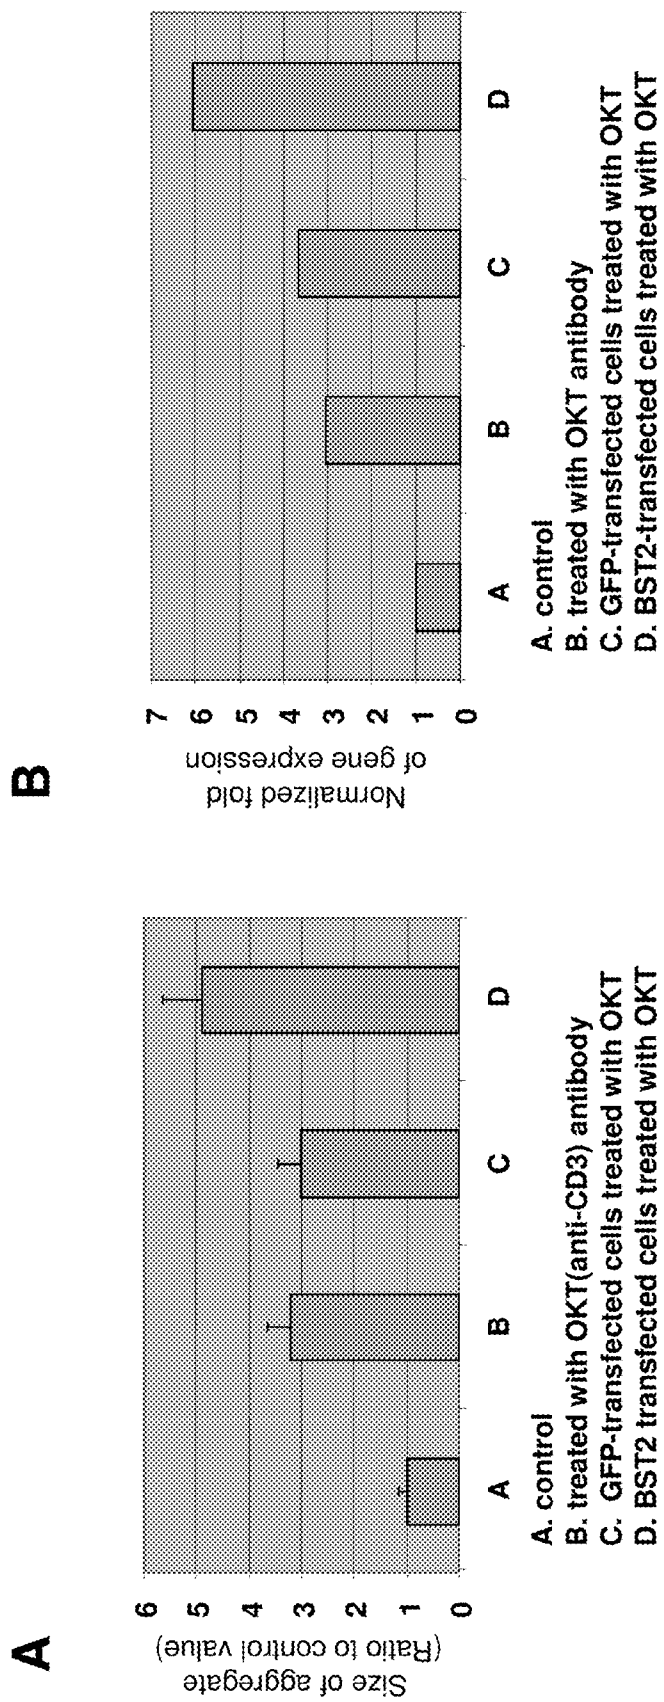 A
Size of aggregate
(Ratio to control value)
6
5
4
3
2
1
0
A B C D
A. control
B. treated with OKT(anti-CD3) antibody
C. GFP-transfected cells treated with OKT
D. BST2 transfected cells treated with OKT
B
Normalized fold
of gene expression
7
6
5
4
3
2
1
0
A B C D
A. control
B. treated with OKT antibody
C. GFP-transfected cells treated with OKT
D. BST2-transfected cells treated with OKT